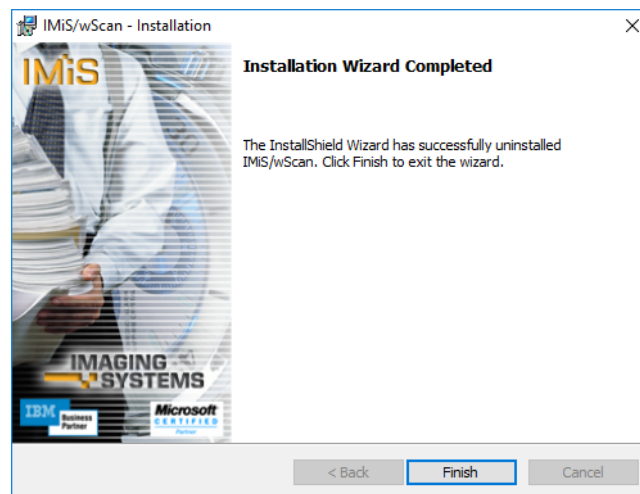 IMiS/wScan - Installation
IMiS
Installation Wizard Completed
The InstallShield Wizard has successfully uninstalled
IMiS/wScan. Click Finish to exit the wizard.
IMAGING
SYSTEMS
IBM Business Partner
Microsoft
CERTIFIED
Partner
< Back
Finish
Cancel